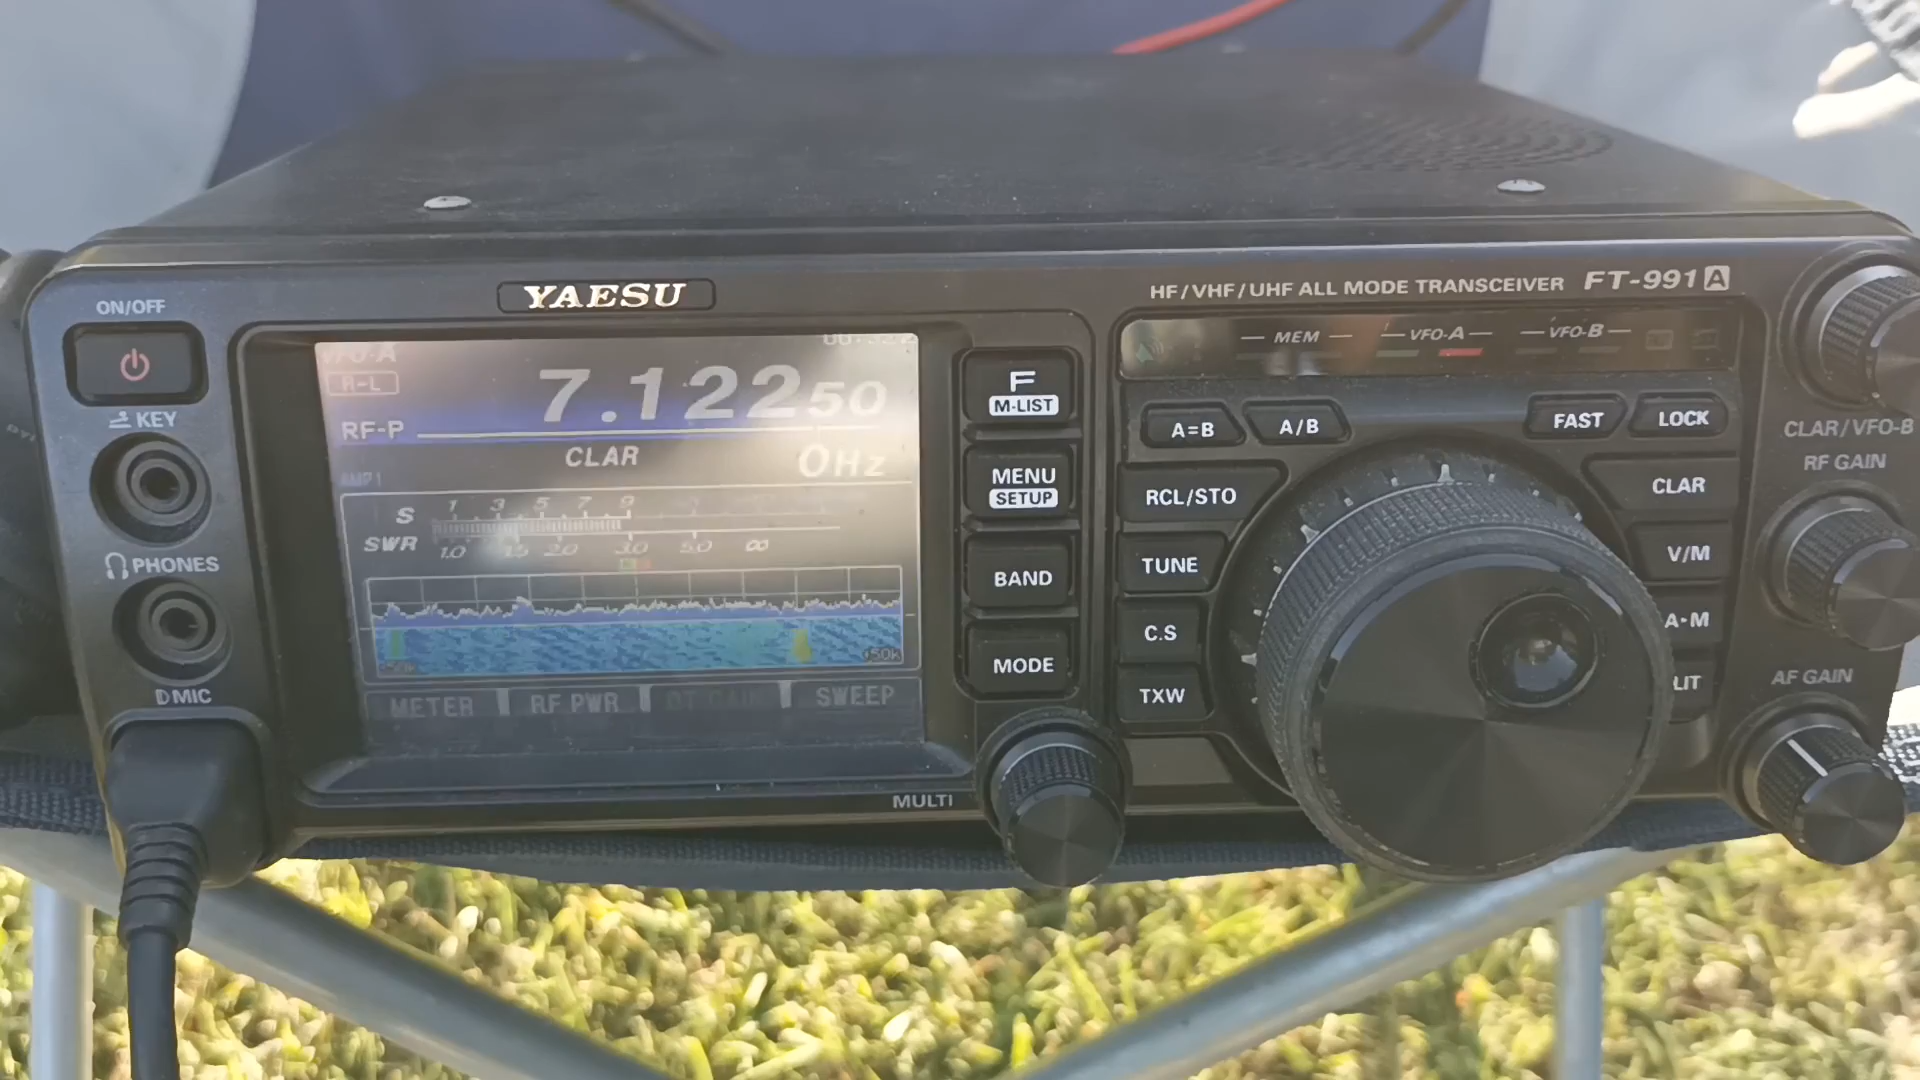 ON/OFF
KEY
PHONES
MIC
YAESU
VFO-A
7.12250
RF-P
CLAR
0Hz
S 1 3 5 7 9
SWR 1.0 1.5 2.0 3.0 5.0 ∞
+50k
METER RF PWR SWEEP
MULTI
F
M-LIST
MENU
SETUP
BAND
MODE
HF/VHF/UHF ALL MODE TRANSCEIVER FT-991A
MEM VFO-A VFO-B
A=B A/B FAST LOCK
RCL/STO
TUNE
C.S
TXW
CLAR
V/M
CLAR/VFO-B
RF GAIN
AF GAIN